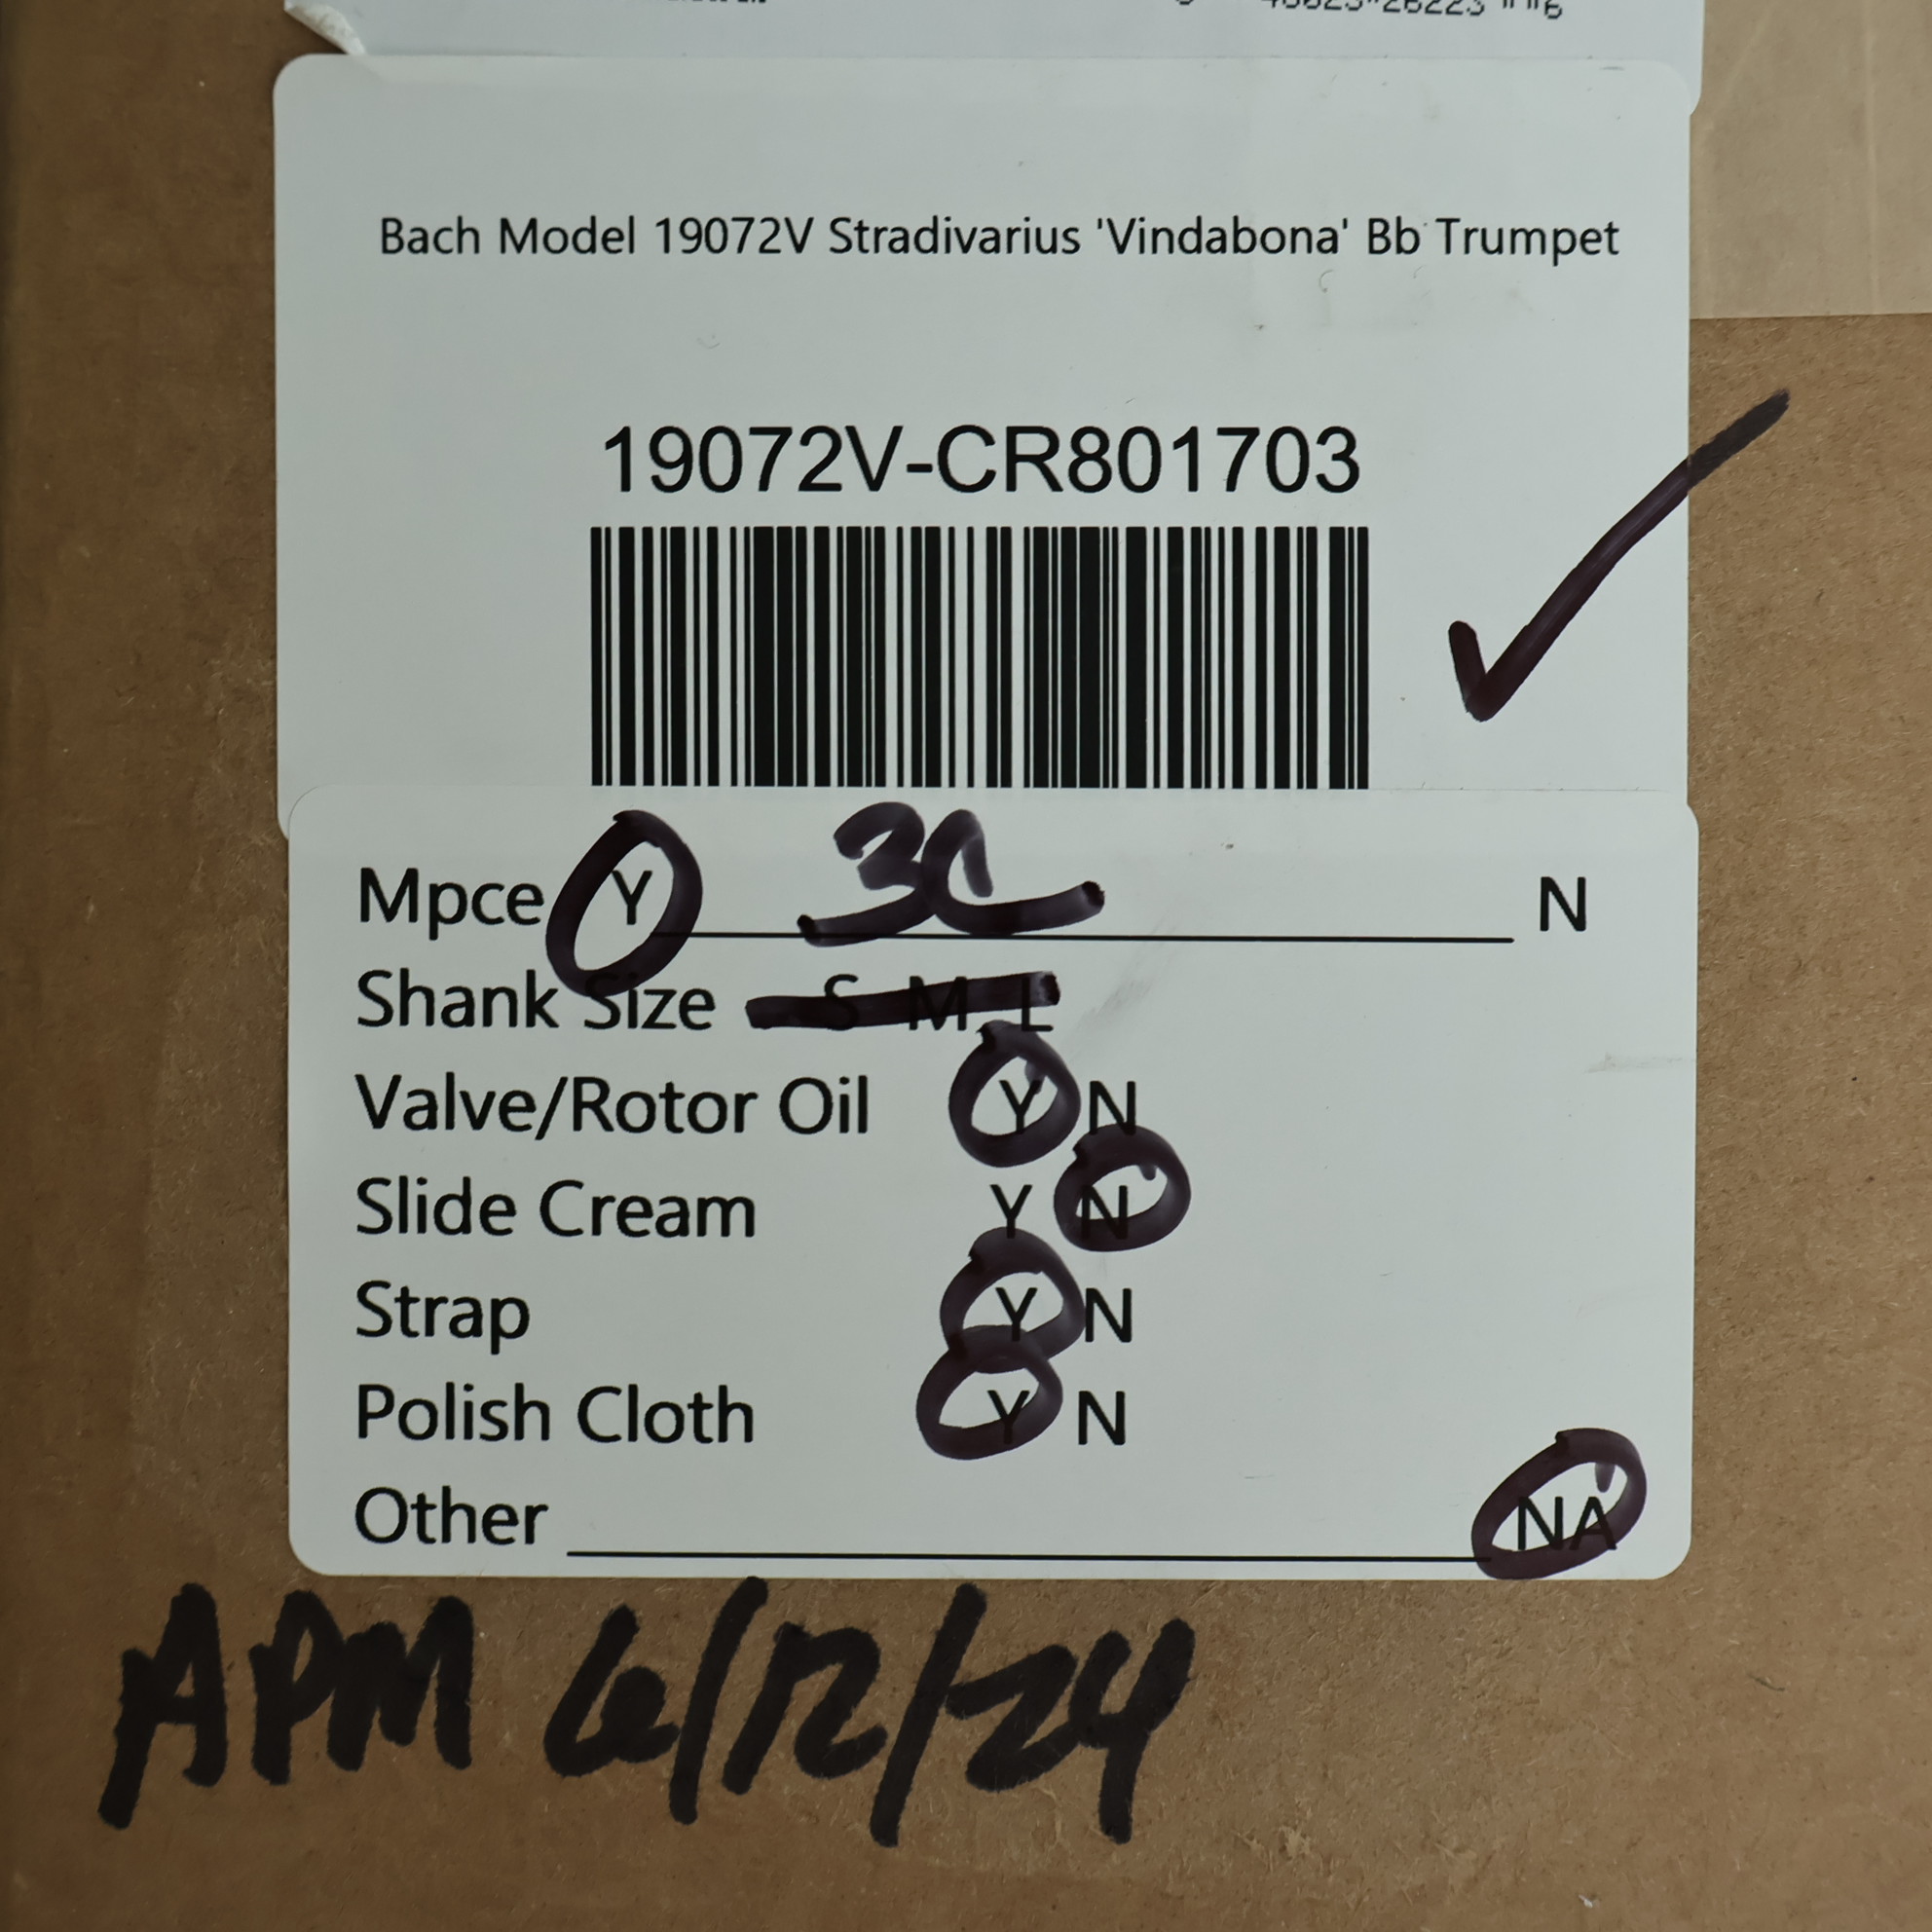 Bach Model 19072V Stradivarius 'Vindabona' Bb Trumpet
19072V-CR801703
Mpce Y 3C N
Shank Size S M L
Valve/Rotor Oil Y N
Slide Cream Y N
Strap Y N
Polish Cloth Y N
Other NA
APM 6/12/24